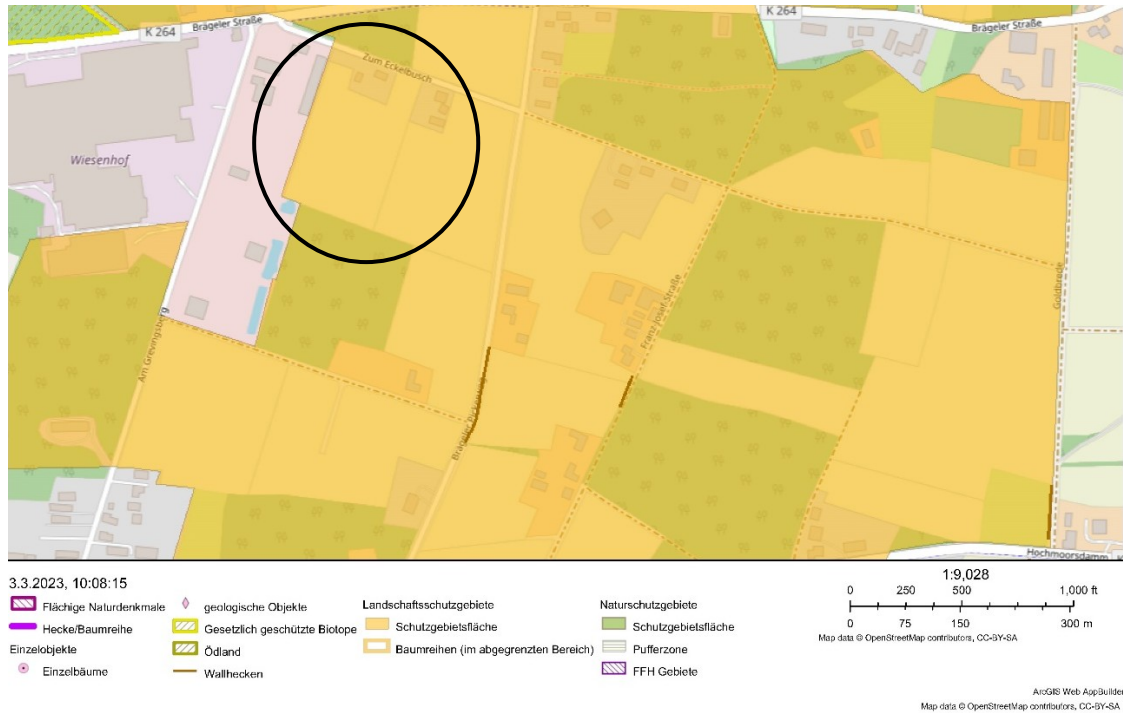 K 264
Brägeler Straße
Brägeler Straße
K 264
Zum Eckelbusch
Wiesenhof
Franz-Josef-Straße
Goldbrede
Am Grevingsberg
Brägeler
Hochmoorsdamm
3.3.2023, 10:08:15
Flächige Naturdenkmale
Hecke/Baumreihe
Einzelobjekte
Einzelbäume
geologische Objekte
Gesetzlich geschützte Biotope
Ödland
Wallhecken
Landschaftsschutzgebiete
Schutzgebietsfläche
Baumreihen (im abgegrenzten Bereich)
Naturschutzgebiete
Schutzgebietsfläche
Pufferzone
FFH Gebiete
1:9,028
0 250 500 1,000 ft
0 75 150 300 m
Map data © OpenStreetMap contributors, CC-BY-SA
ArcGIS Web AppBuilder
Map data © OpenStreetMap contributors, CC-BY-SA